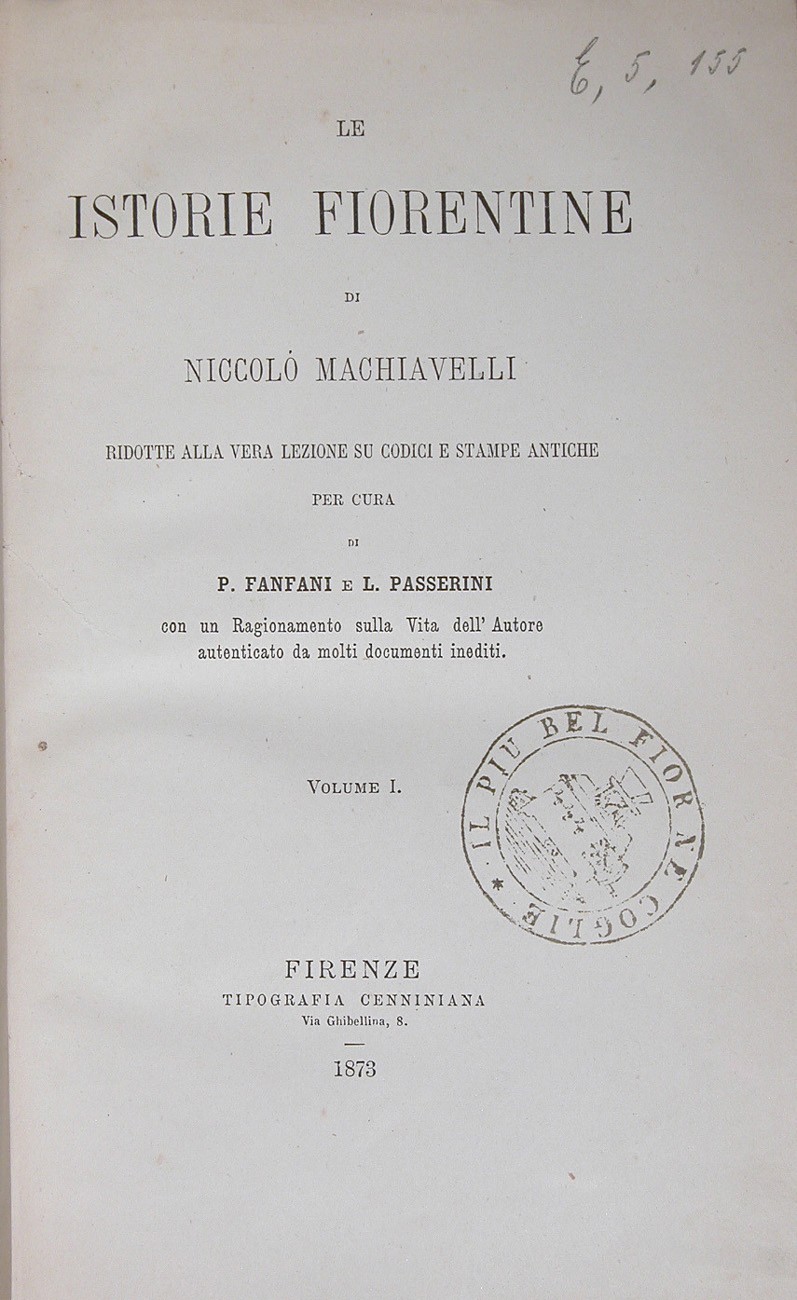 E, 5, 155
LE
ISTORIE FIORENTINE
DI
NICCOLÓ MACHIAVELLI
RIDOTTE ALLA VERA LEZIONE SU CODICI E STAMPE ANTICHE
PER CURA
DI
P. FANFANI E L. PASSERINI
con un Ragionamento sulla Vita dell' Autore
autenticato da molti documenti inediti.
VOLUME I.
IL PIÙ BEL FIOR NE COGLIE *
FIRENZE
TIPOGRAFIA CENNINIANA
Via Ghibellina, 8.
1873